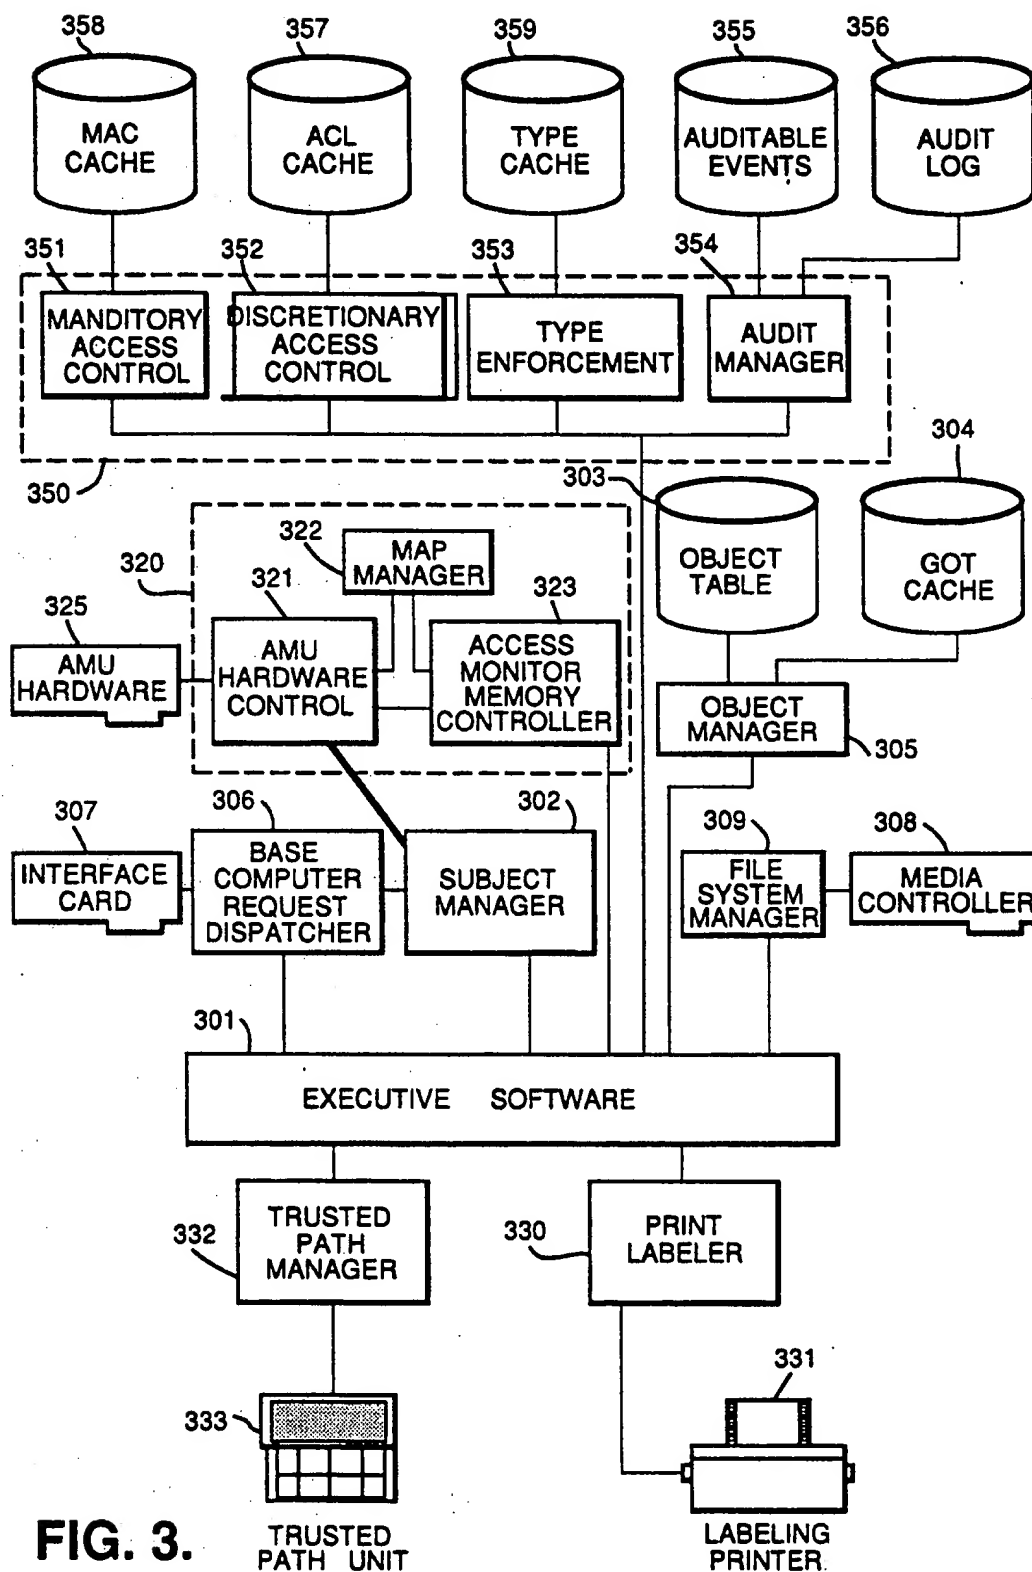 358
357
359
355
356
MAC
CACHE
ACL
CACHE
TYPE
CACHE
AUDITABLE
EVENTS
AUDIT
LOG
351
352
353
354
MANDITORY
ACCESS
CONTROL
DISCRETIONARY
ACCESS
CONTROL
TYPE
ENFORCEMENT
AUDIT
MANAGER
350
303
304
OBJECT
TABLE
GOT
CACHE
320
322
MAP
MANAGER
321
323
325
AMU
HARDWARE
AMU
HARDWARE
CONTROL
ACCESS
MONITOR
MEMORY
CONTROLLER
OBJECT
MANAGER
305
307
306
302
309
308
INTERFACE
CARD
BASE
COMPUTER
REQUEST
DISPATCHER
SUBJECT
MANAGER
FILE
SYSTEM
MANAGER
MEDIA
CONTROLLER
301
EXECUTIVE SOFTWARE
332
TRUSTED
PATH
MANAGER
330
PRINT
LABELER
333
331
FIG. 3.
TRUSTED
PATH UNIT
LABELING
PRINTER